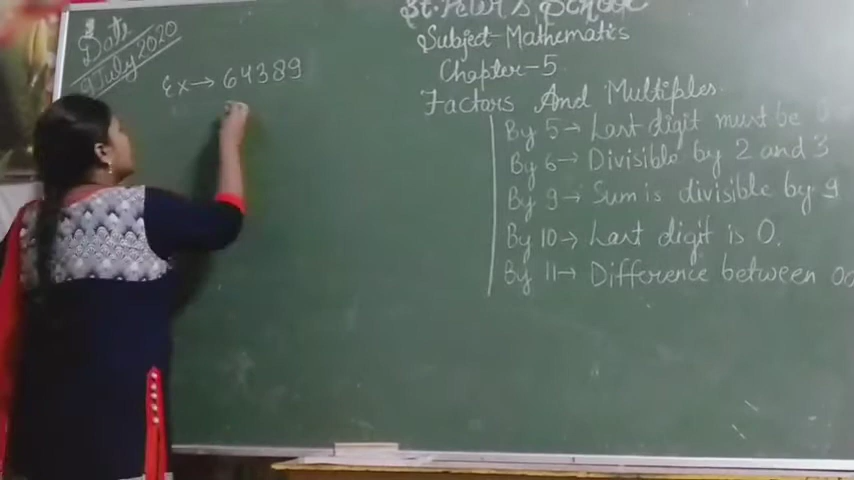 Date
9 July 2020
Ex → 64389
St. Peter's School
Subject- Mathematics
Chapter-5
Factors And Multiples.
By 5 → Last digit must be
By 6 → Divisible by 2 and 3
By 9 → Sum is divisible by 9
By 10 → Last digit is 0.
By 11 → Difference between